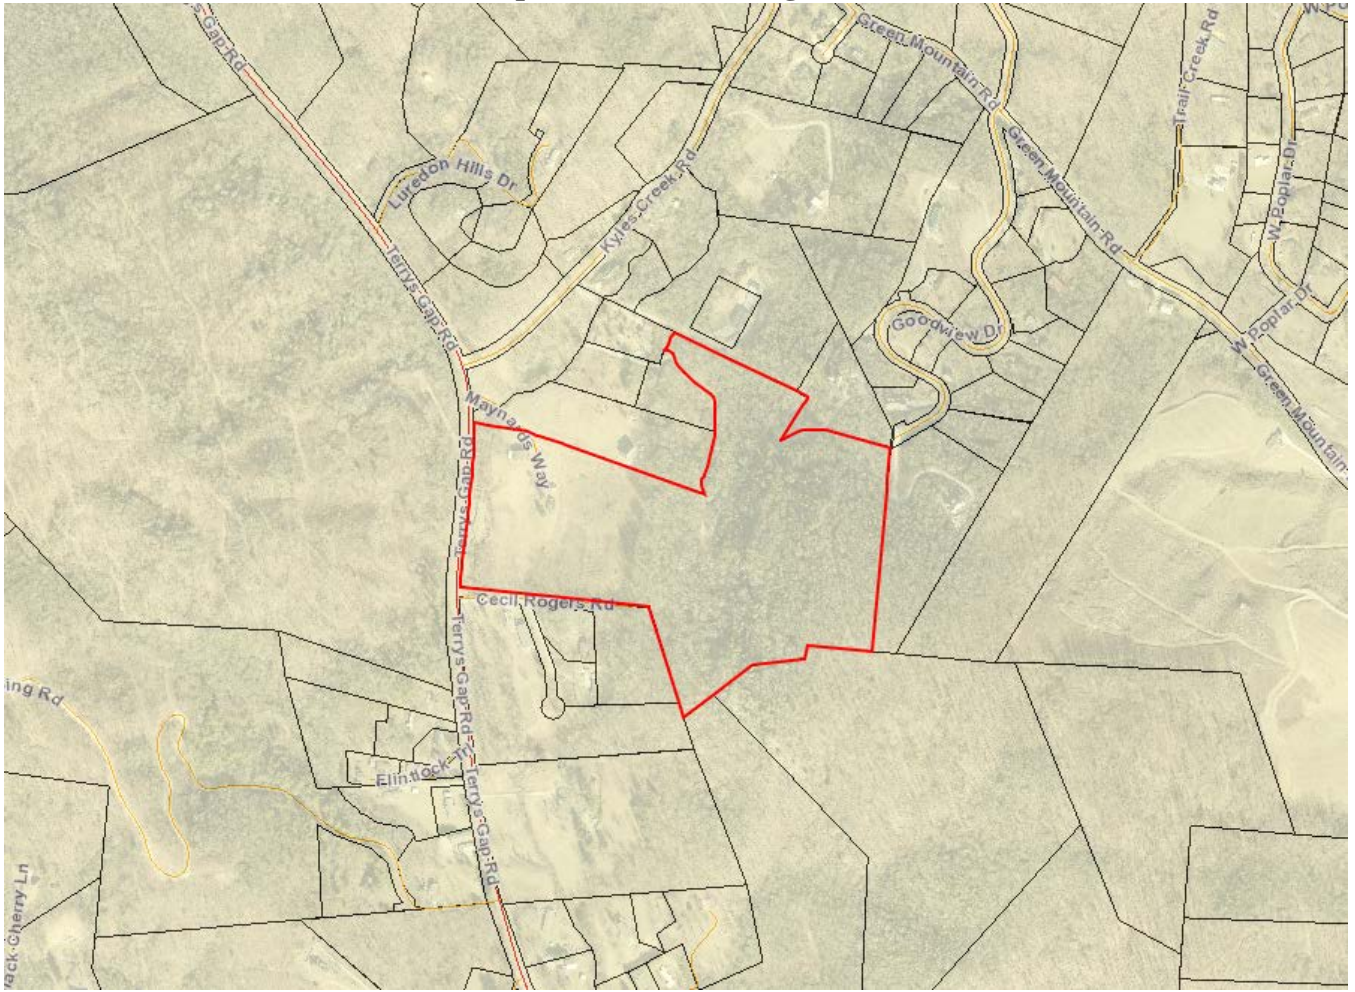 Gap Rd
Green Mountain Rd
Trail Creek Rd
Green Mountain Rd
W Poplar Dr
Luredon Hills Dr
Kyles Creek Rd
Terrys Gap Rd
Goodview Dr
W Poplar Dr
Green Mountain
Maynards Way
Terrys Gap Rd
Cecil Rogers Rd
Terrys Gap Rd
ing Rd
Flintlock Trl
Terrys Gap Rd
ack Cherry Ln